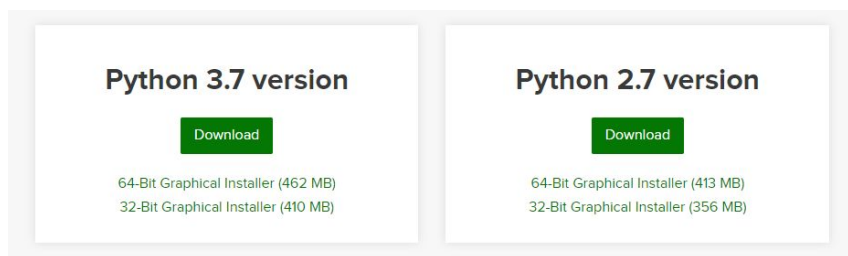 Python 3.7 version
Download
64-Bit Graphical Installer (462 MB)
32-Bit Graphical Installer (410 MB)
Python 2.7 version
Download
64-Bit Graphical Installer (413 MB)
32-Bit Graphical Installer (356 MB)